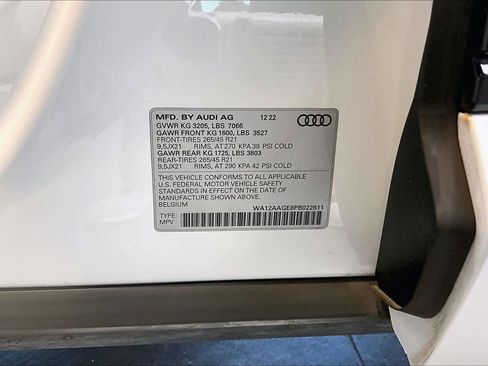 MFD. BY AUDI AG 12 22
GVWR KG 3205, LBS 7066
GAWR FRONT KG 1600, LBS 3527
FRONT-TIRES 265/45 R21
9,5JX21 RIMS, AT 270 KPA 39 PSI COLD
GAWR REAR KG 1725, LBS 3803
REAR-TIRES 265/45 R21
9,5JX21 RIMS, AT 290 KPA 42 PSI COLD
THIS VEHICLE CONFORMS TO ALL APPLICABLE
U.S. FEDERAL MOTOR VEHICLE SAFETY
STANDARDS IN EFFECT ON THE DATE OF
MANUFACTURE SHOWN ABOVE.
BELGIUM
TYPE:
MPV WA12AAGE8PB022611